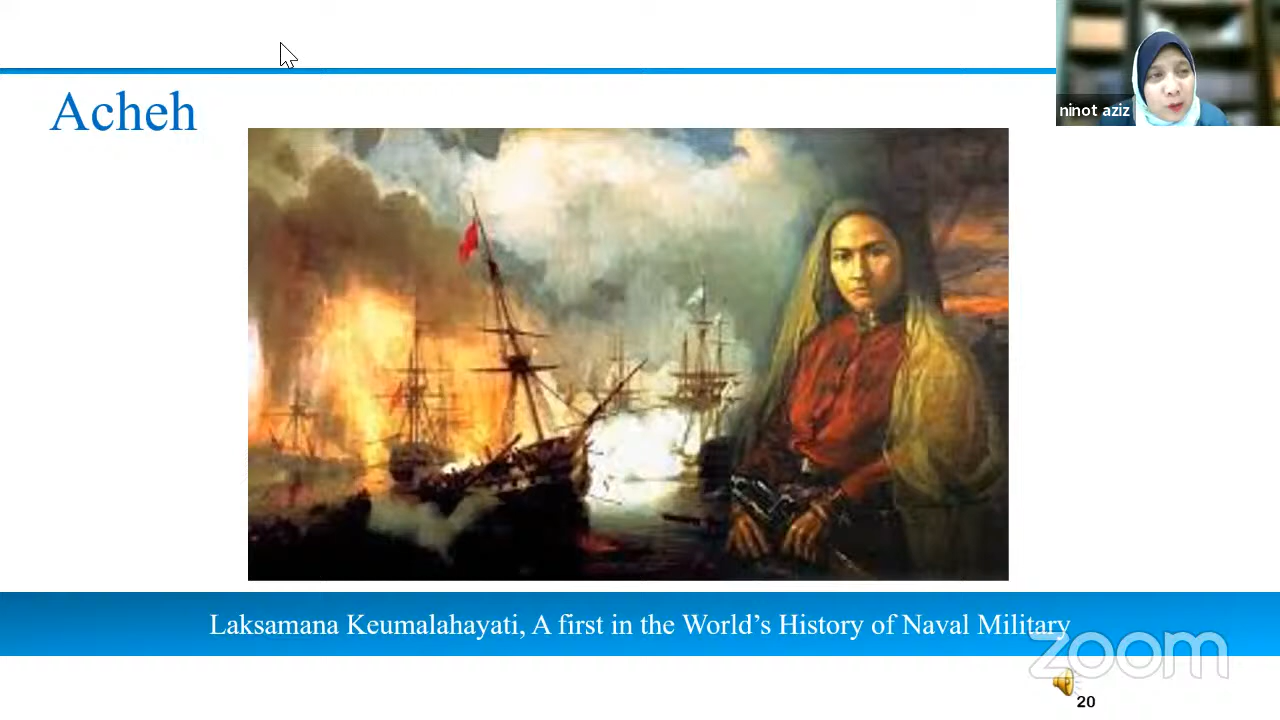 ninot aziz
Acheh
Laksamana Keumalahayati, A first in the World’s History of Naval Military
zoom
20